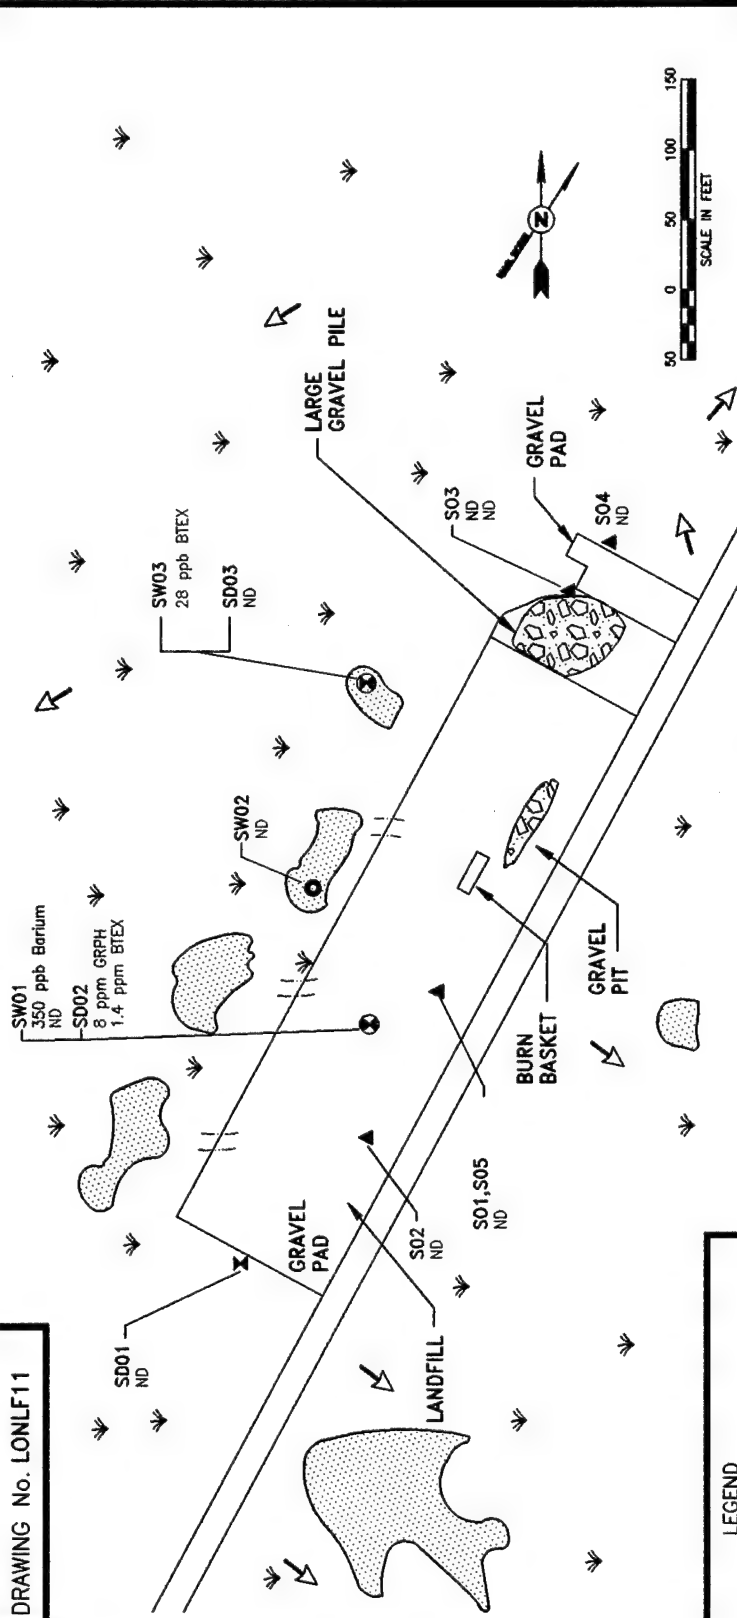 DRAWING No. LONLF11
SD01
ND
SW01
350 ppb Barium
ND
SD02
8 ppm GRPH
1.4 ppm BTEX
SW02
ND
SW03
28 ppb BTEX
SD03
ND
LARGE
GRAVEL PILE
S03
ND
ND
GRAVEL
PAD
S04
ND
GRAVEL
PAD
S02
ND
S01,S05
ND
LANDFILL
BURN
BASKET
GRAVEL
PIT
N
50
0
50
100
150
SCALE IN FEET
LEGEND